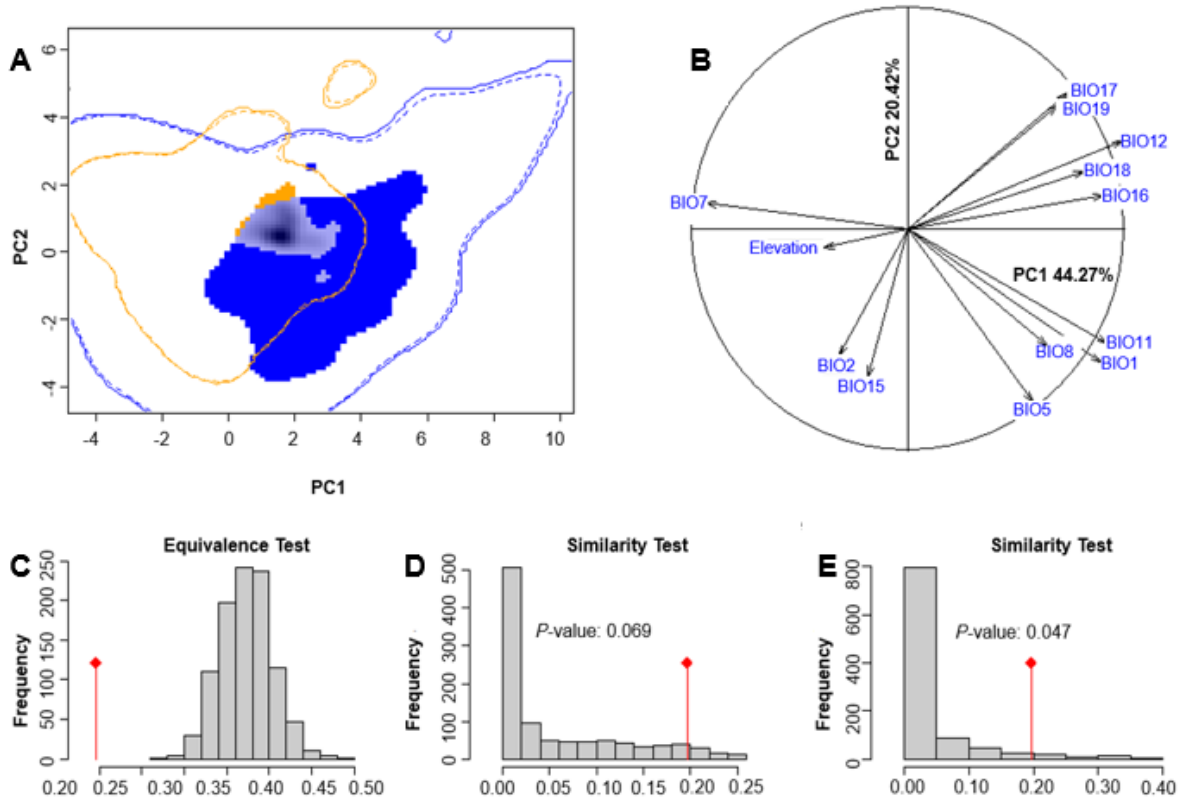 A
6
4
2
0
-2
-4
PC2
-4
-2
0
2
4
6
8
10
PC1
B
PC2 20.42%
PC1 44.27%
BIO17
BIO19
BIO12
BIO18
BIO16
BIO7
Elevation
BIO2
BIO15
BIO8
BIO11
BIO1
BIO5
C
Equivalence Test
Frequency
250
200
150
100
50
0
0.20
0.25
0.30
0.35
0.40
0.45
0.50
D
Similarity Test
P-value: 0.069
Frequency
500
400
300
200
100
0
0.00
0.05
0.10
0.15
0.20
0.25
E
Similarity Test
P-value: 0.047
Frequency
800
600
400
200
0
0.00
0.10
0.20
0.30
0.40